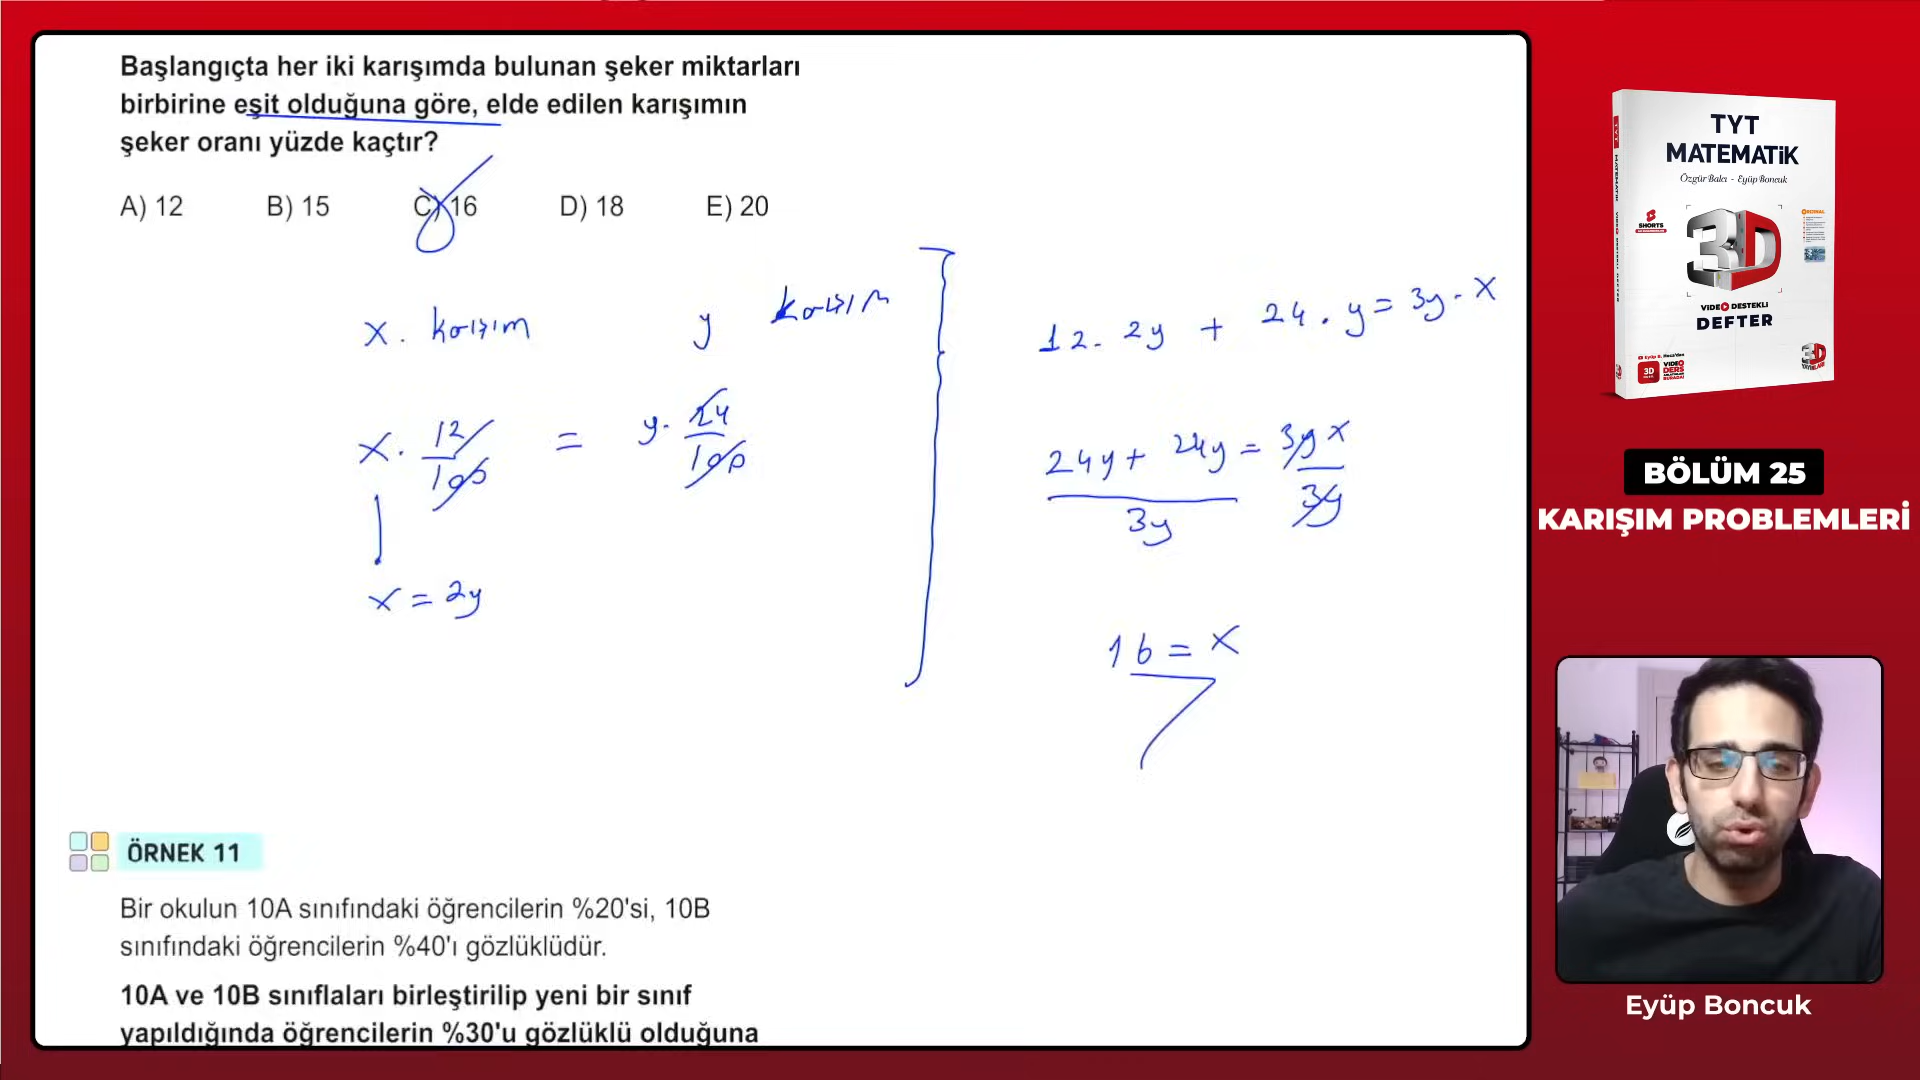 Başlangıçta her iki karışımda bulunan şeker miktarları
birbirine eşit olduğuna göre, elde edilen karışımın
şeker oranı yüzde kaçtır?
A) 12 B) 15 C) 16 D) 18 E) 20
x. karışım y karışım
x. 12/100 = y. 24/100
x = 2y
12. 2y + 24. y = 3y. x
24y + 24y / 3y = 3y x / 3y
16 = x
ÖRNEK 11
Bir okulun 10A sınıfındaki öğrencilerin %20'si, 10B
sınıfındaki öğrencilerin %40'ı gözlüklüdür.
10A ve 10B sınıflaları birleştirilip yeni bir sınıf
yapıldığında öğrencilerin %30'u gözlüklü olduğuna
TYT
MATEMATİK
Özgür Balcı - Eyüp Boncuk
SHORTS
3D
VIDEO DESTEKLİ
DEFTER
BÖLÜM 25
KARIŞIM PROBLEMLERİ
Eyüp Boncuk